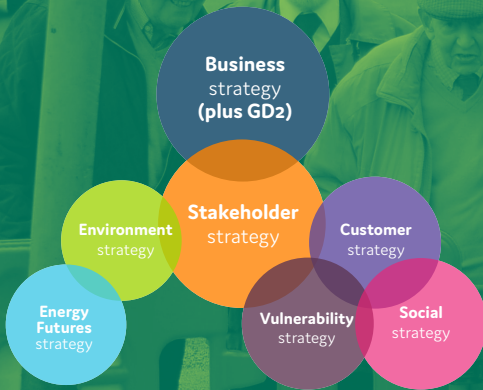 Business
strategy
(plus GD2)
Stakeholder
strategy
Environment
strategy
Customer
strategy
Energy
Futures
strategy
Vulnerability
strategy
Social
strategy